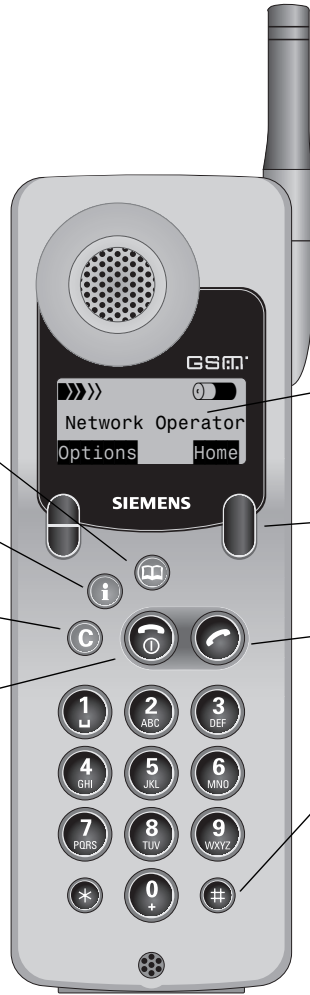 GSM
Network Operator
Options Home
SIEMENS
i
C
1 2 ABC 3 DEF
4 GHI 5 JKL 6 MNO
7 PQRS 8 TUV 9 WXYZ
* 0 + #